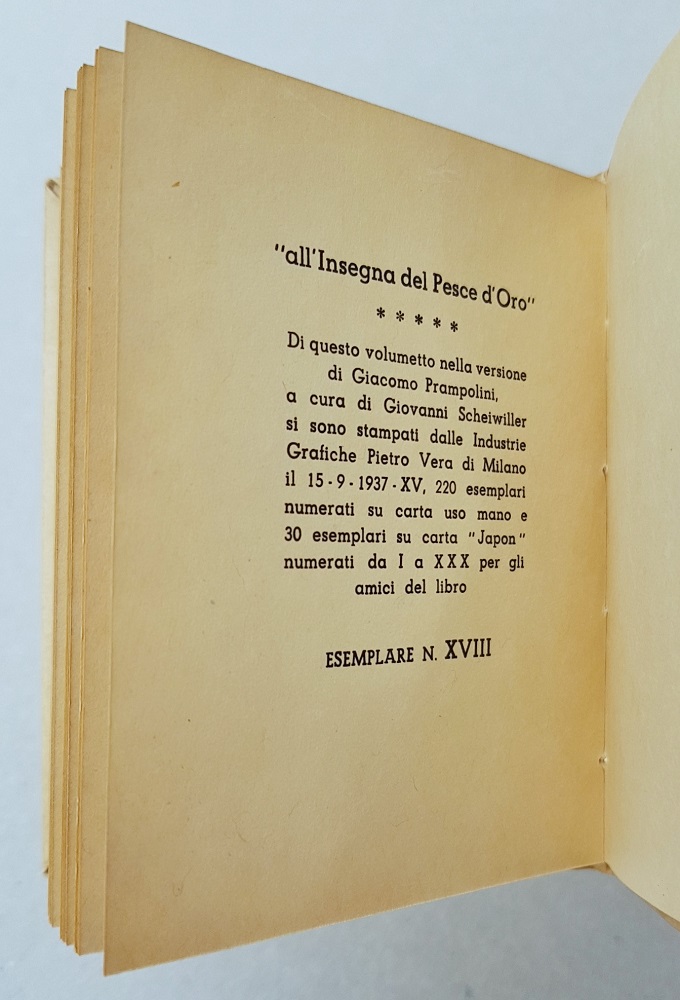 "all'Insegna del Pesce d'Oro"
* * * * *
Di questo volumetto nella versione
di Giacomo Prampolini,
a cura di Giovanni Scheiwiller
si sono stampati dalle Industrie
Grafiche Pietro Vera di Milano
il 15-9-1937-XV, 220 esemplari
numerati su carta uso mano e
30 esemplari su carta "Japon"
numerati da I a XXX per gli
amici del libro
ESEMPLARE N. XVIII